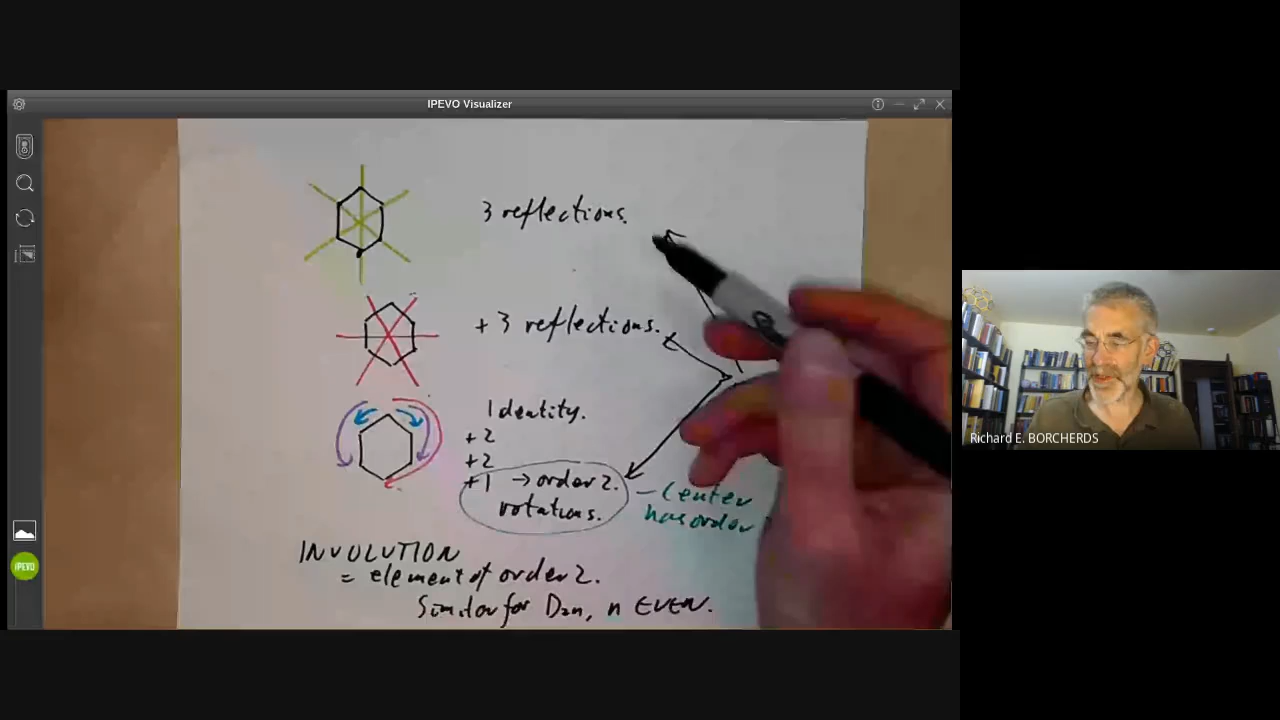 IPEVO Visualizer
3 reflections.
+ 3 reflections.
Identity.
+2
+2
+1 → order 2.
rotations.
– Center
has order
INVOLUTION
= element of order 2.
Similar for D2n, n EVEN.
Richard E. BORCHERDS
IPEVO